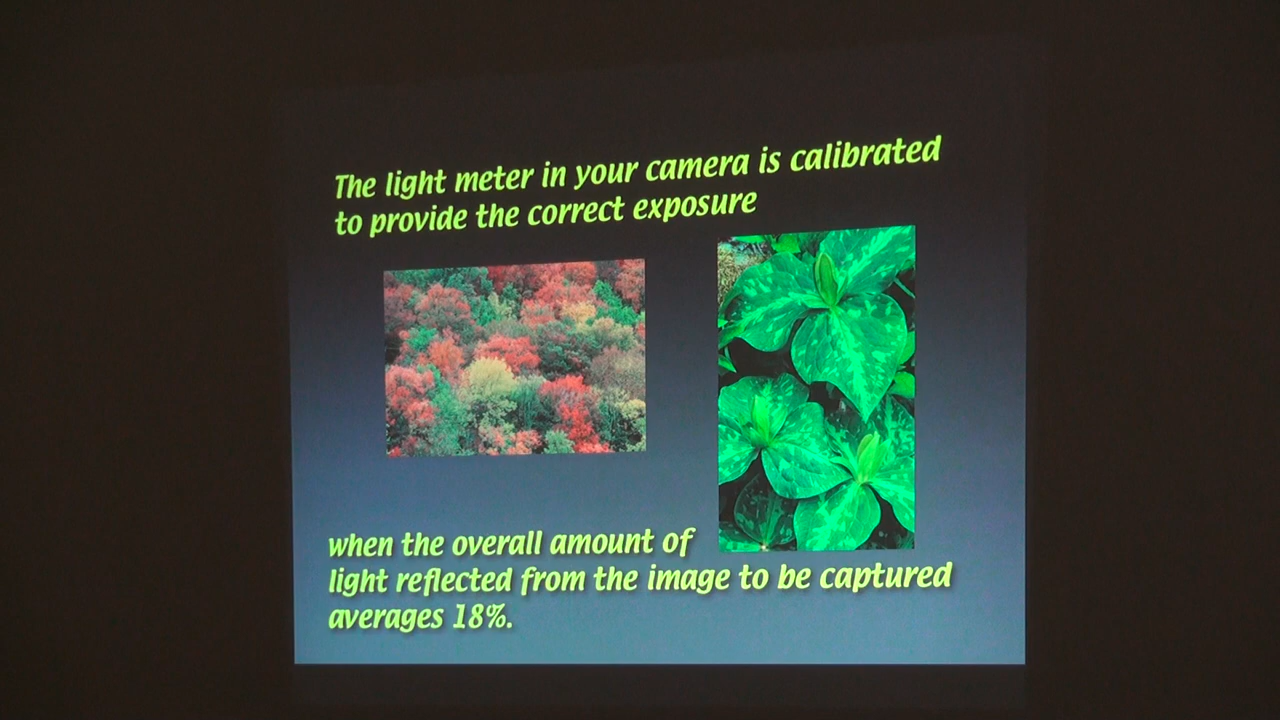 The light meter in your camera is calibrated
to provide the correct exposure
when the overall amount of
light reflected from the image to be captured
averages 18%.